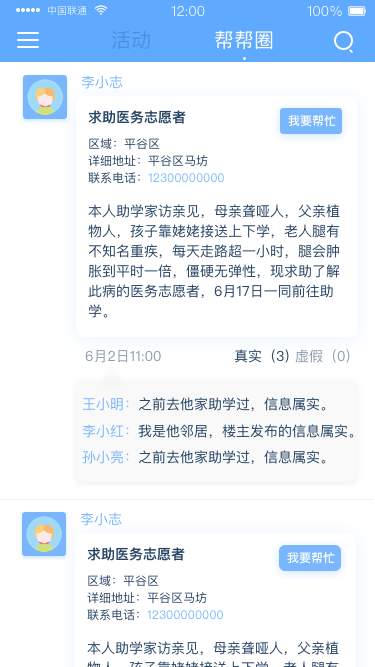 中国联通 12:00 100%
活动 帮帮圈
李小志
求助医务志愿者 我要帮忙
区域：平谷区
详细地址：平谷区马坊
联系电话：12300000000
本人助学家访亲见，母亲聋哑人，父亲植
物人，孩子靠姥姥接送上下学，老人腿有
不知名重疾，每天走路超一小时，腿会肿
胀到平时一倍，僵硬无弹性，现求助了解
此病的医务志愿者，6月17日一同前往助
学。
6月2日11:00 真实（3）虚假（0）
王小明：之前去他家助学过，信息属实。
李小红：我是他邻居，楼主发布的信息属实。
孙小亮：之前去他家助学过，信息属实。
李小志
求助医务志愿者 我要帮忙
区域：平谷区
详细地址：平谷区马坊
联系电话：12300000000
本人助学家访亲见，母亲聋哑人，父亲植
物人，孩子靠姥姥接送上下学，老人腿有